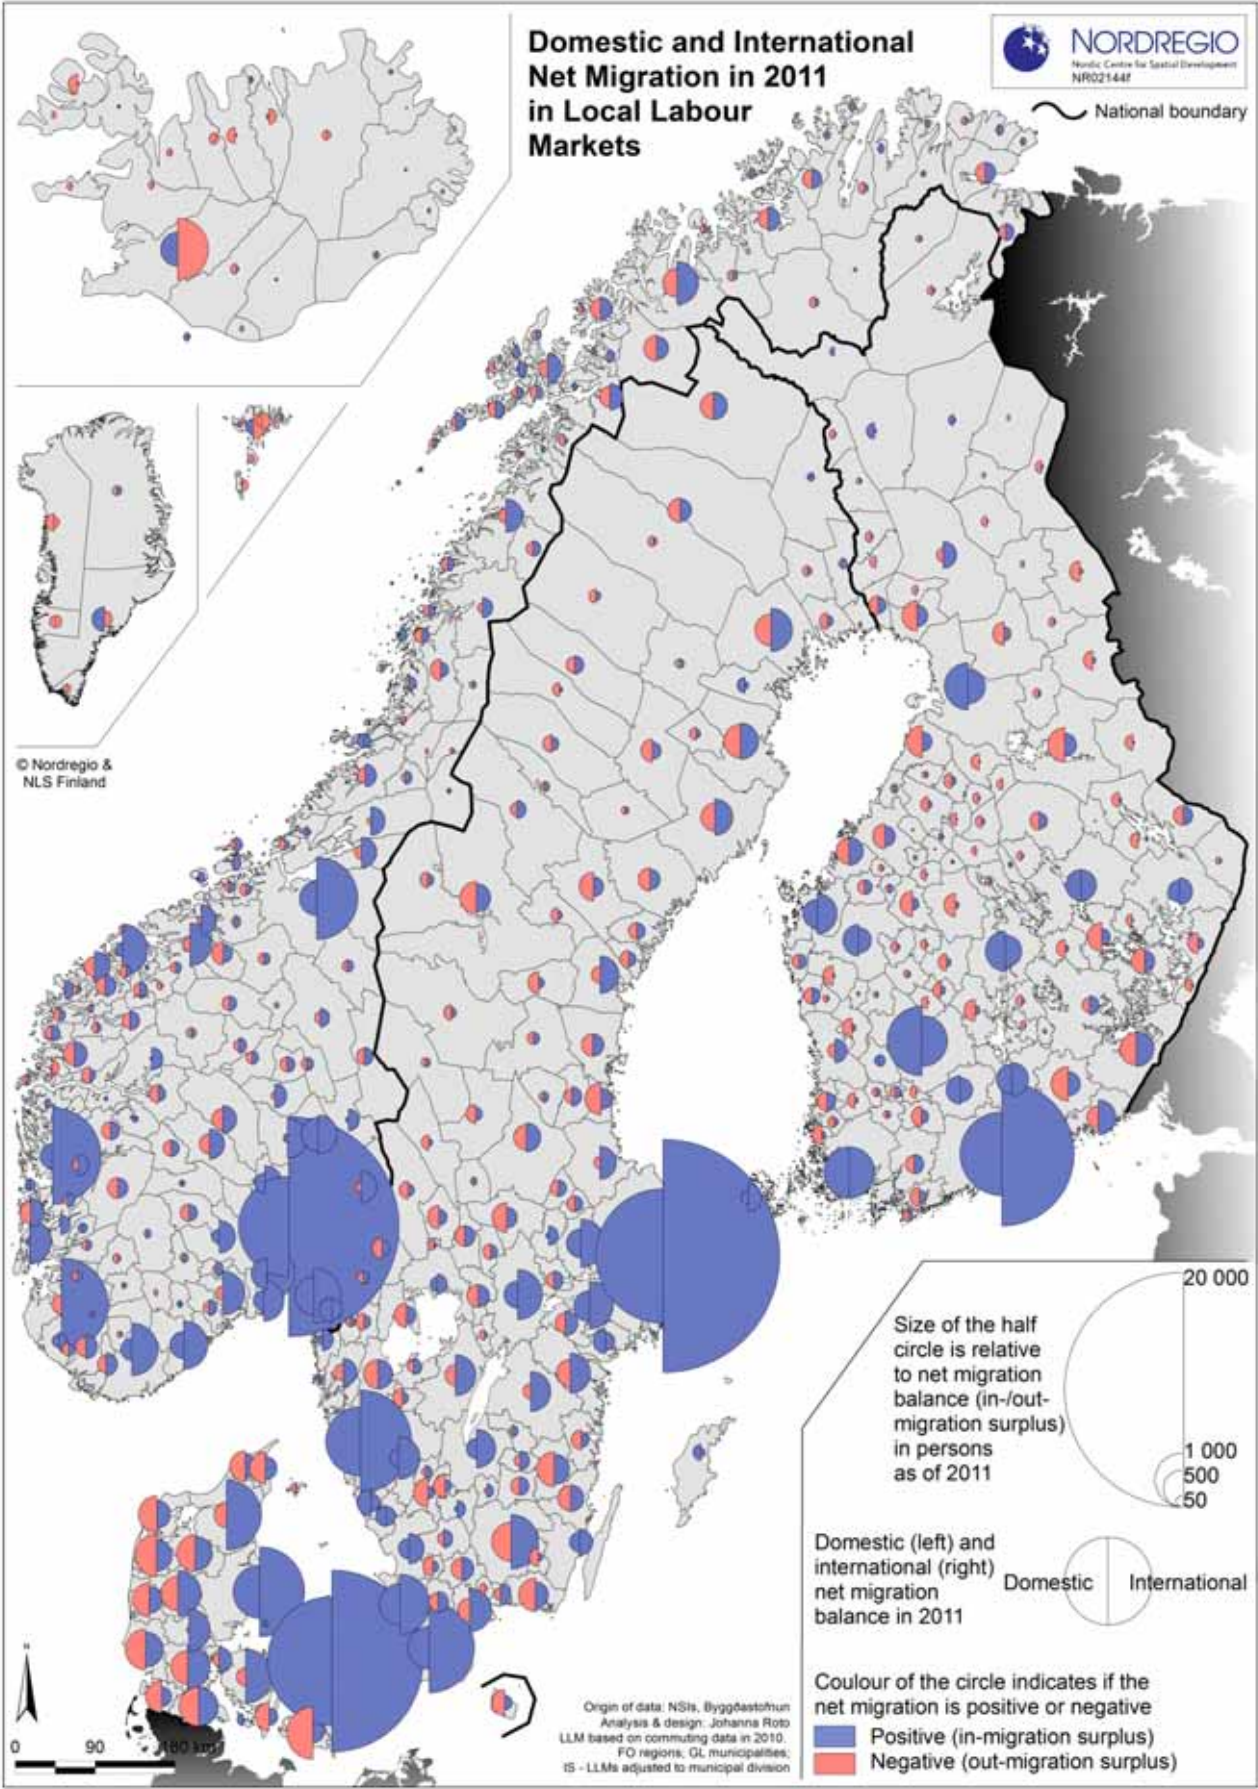 Domestic and International
Net Migration in 2011
in Local Labour
Markets
NORDREGIO
Nordic Centre for Spatial Development
NR02144f
National boundary
© Nordregio &
NLS Finland
Size of the half
circle is relative
to net migration
balance (in-/out-
migration surplus)
in persons
as of 2011
20 000
1 000
500
50
Domestic (left) and
international (right)
net migration
balance in 2011
Domestic
International
Coulour of the circle indicates if the
net migration is positive or negative
Positive (in-migration surplus)
Negative (out-migration surplus)
Origin of data: NSIs, Byggðastofnun
Analysis & design: Johanna Roto
LLM based on commuting data in 2010.
FO regions; GL municipalities;
IS - LLMs adjusted to municipal division
N
0 90 180 km